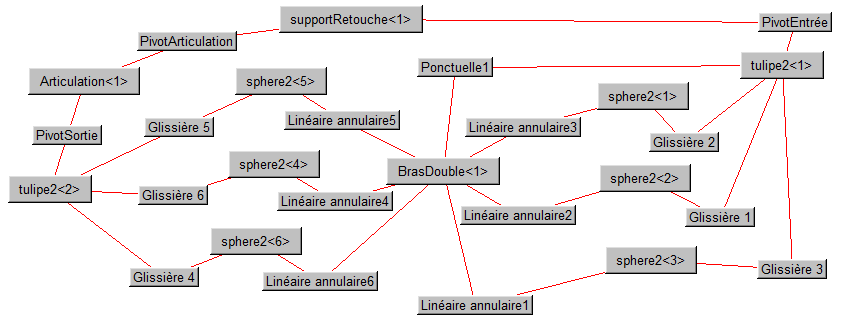 supportRetouche<1>
PivotEntrée
PivotArticulation
Ponctuelle1
tulipe2<1>
Articulation<1>
sphere2<5>
sphere2<1>
Linéaire annulaire5
Linéaire annulaire3
Glissière 5
PivotSortie
Glissière 2
sphere2<4>
BrasDouble<1>
sphere2<2>
tulipe2<2>
Glissière 6
Linéaire annulaire4
Linéaire annulaire2
Glissière 1
sphere2<6>
sphere2<3>
Glissière 3
Glissière 4
Linéaire annulaire6
Linéaire annulaire1